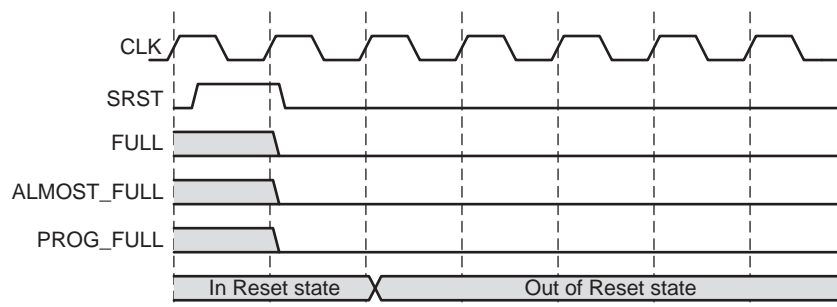 CLK
SRST
FULL
ALMOST_FULL
PROG_FULL
In Reset state Out of Reset state